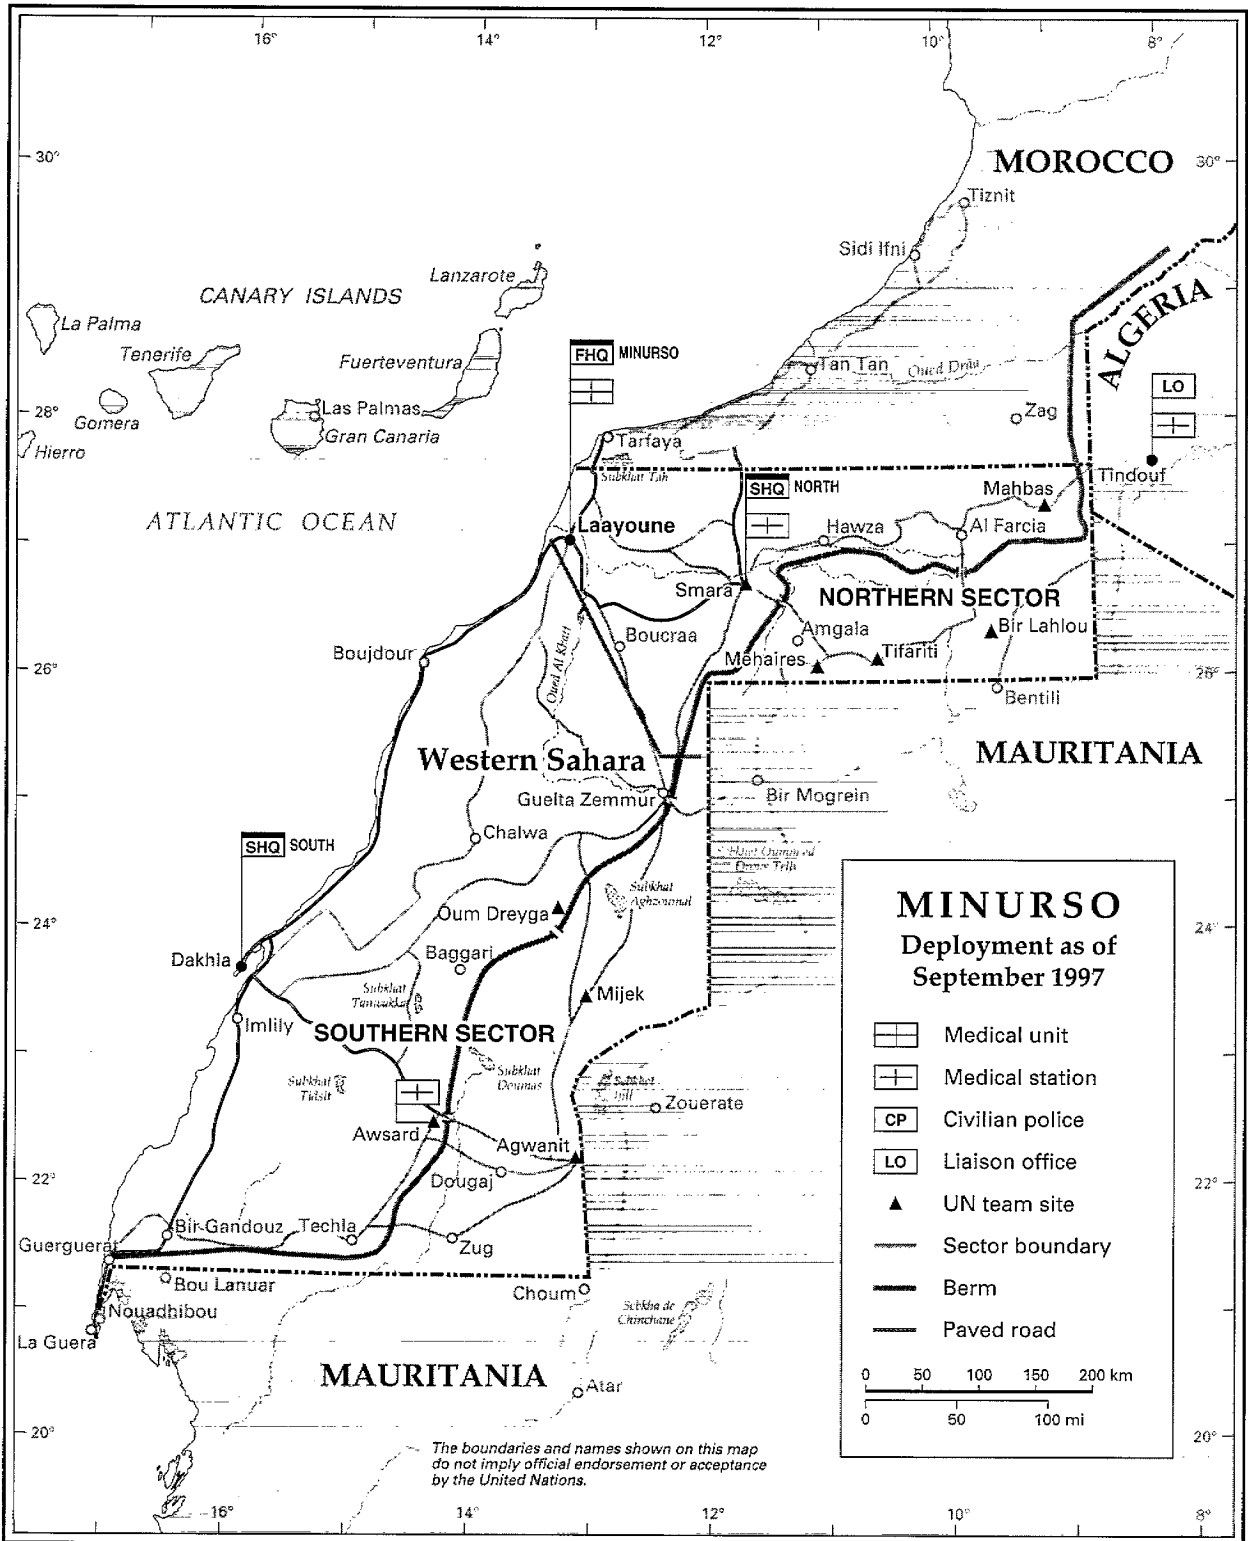 16°
14°
12°
10°
8°
30°
MOROCCO
30°
Tiznit
Sidi Ifni
Lanzarote
CANARY ISLANDS
ALGERIA
La Palma
Tenerife
Fuerteventura
FHQ MINURSO
Tan Tan
Oued Drâa
LO
28°
Gomera
Las Palmas
Gran Canaria
Zag
Hierro
Tarfaya
Subkhat Tah
Tindouf
SHQ NORTH
Mahbas
ATLANTIC OCEAN
Laayoune
Hawza
Al Farcia
Smara
NORTHERN SECTOR
Boucraa
Amgala
Bir Lahlou
Boujdour
Oued Al Khatt
Mehaires
Tifariti
26°
26°
Bentili
Western Sahara
MAURITANIA
Guelta Zemmur
Bir Mogrein
Chalwa
SHQ SOUTH
Subkhat
Aghzoumal
Oum Dreyga
24°
24°
Dakhla
Baggari
Subkhat
Mijek
Imlily
SOUTHERN SECTOR
Subkhat
Doumas
Subkhat
Tidsit
Subkhat
Ijill
Zouerate
Awsard
Agwanit
Dougaj
22°
22°
Bir-Gandouz
Techla
Zug
Guerguerat
Bou Lanuar
Choum
Nouadhibou
La Guera
Sebkha de
Chinchane
MAURITANIA
Atar
20°
20°
The boundaries and names shown on this map
do not imply official endorsement or acceptance
by the United Nations.
16°
14°
12°
10°
8°
MINURSO
Deployment as of
September 1997
Medical unit
Medical station
CP Civilian police
LO Liaison office
UN team site
Sector boundary
Berm
Paved road
0 50 100 150 200 km
0 50 100 mi